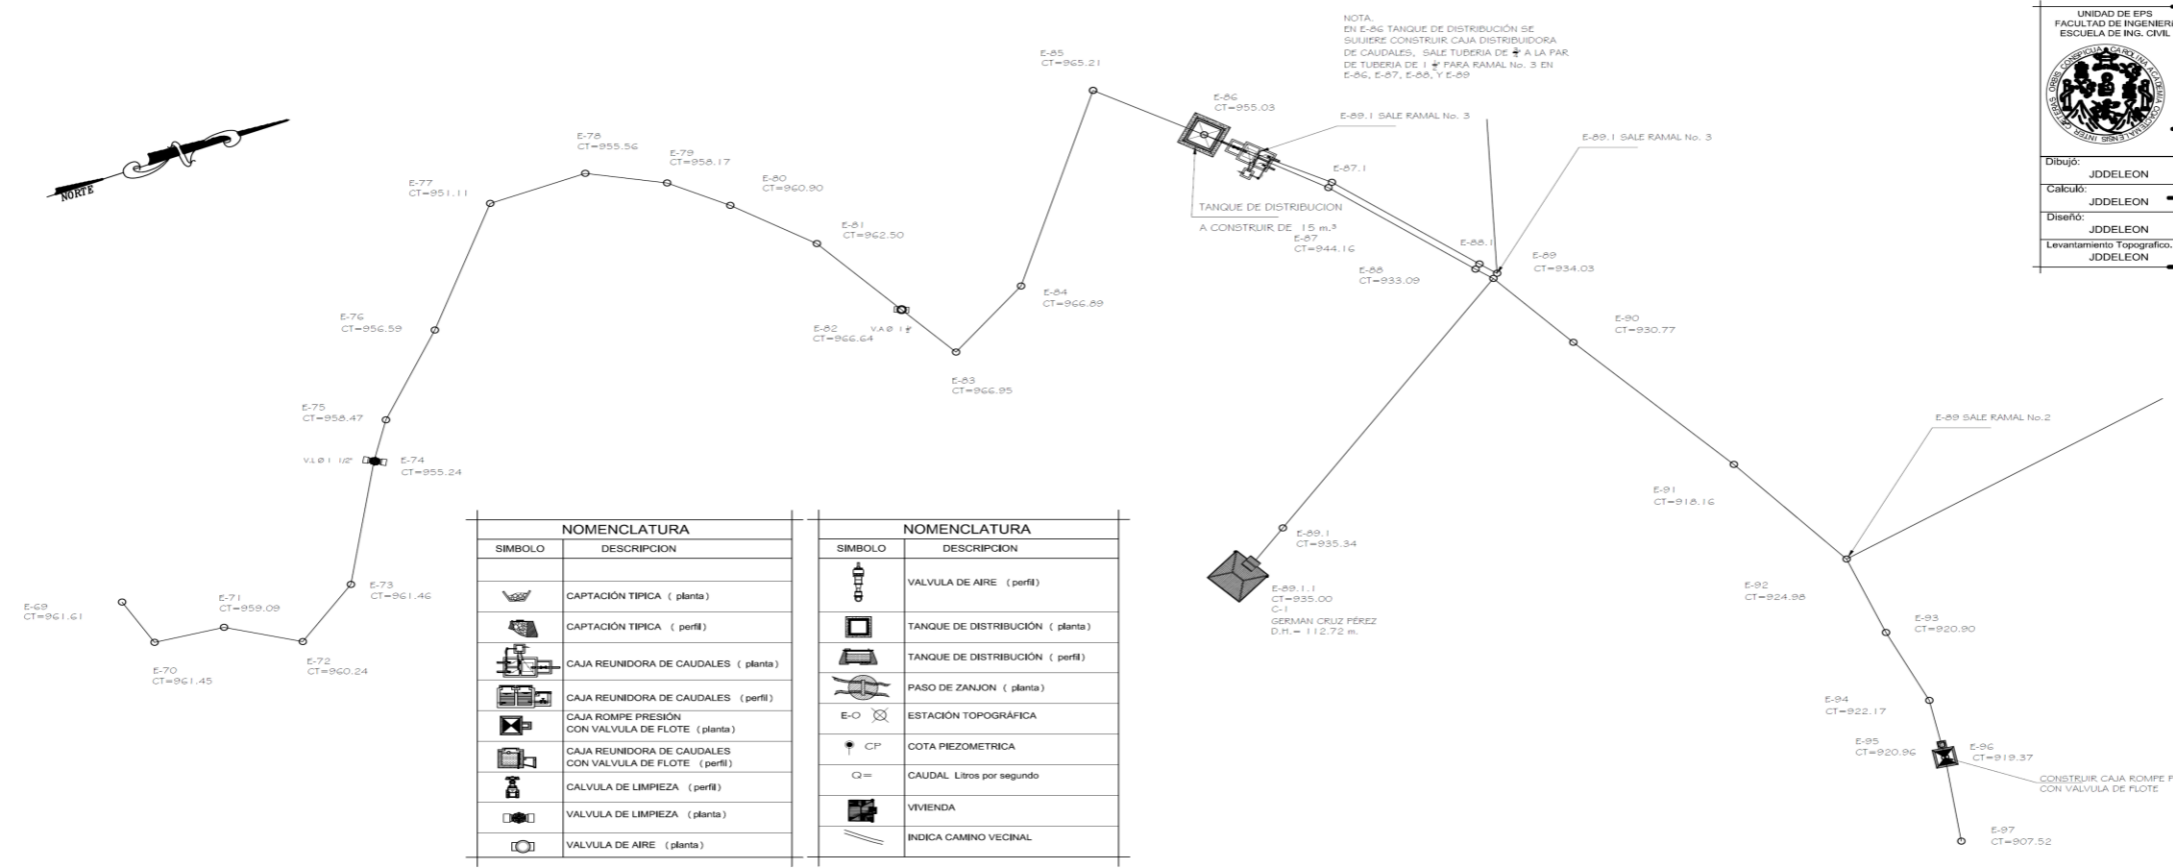 NOTA.
EN E-86 TANQUE DE DISTRIBUCIÓN SE
SUJIERE CONSTRUIR CAJA DISTRIBUIDORA
DE CAUDALES, SALE TUBERIA DE A LA PAR
DE TUBERIA DE 1 PARA RAMAL No. 3 EN
E-86, E-87, E-88, Y E-89
UNIDAD DE EPS
FACULTAD DE INGENIERI
ESCUELA DE ING. CIVIL
Dibujó:
JDDELEON
Calculó:
JDDELEON
Diseñó:
JDDELEON
Levantamiento Topografico.
JDDELEON
NORTE
E-69
CT=961.61
E-70
CT=961.45
E-71
CT=959.09
E-72
CT=960.24
E-73
CT=961.46
V.L Ø 1 1/2"
E-74
CT=955.24
E-75
CT=958.47
E-76
CT=956.59
E-77
CT=951.11
E-78
CT=955.56
E-79
CT=958.17
E-80
CT=960.90
E-81
CT=962.50
E-82
CT=966.64
V.A Ø 1
E-83
CT=966.95
E-84
CT=966.89
E-85
CT=965.21
E-86
CT=955.03
E-89.1 SALE RAMAL No. 3
E-89.1 SALE RAMAL No. 3
E-87.1
TANQUE DE DISTRIBUCION
A CONSTRUIR DE 15 m.³
E-87
CT=944.16
E-88.1
E-88
CT=933.09
E-89
CT=934.03
E-90
CT=930.77
E-91
CT=918.16
E-89 SALE RAMAL No.2
E-89.1
CT=935.34
E-89.1.1
CT=935.00
C-1
GERMAN CRUZ PÉREZ
D.H.= 112.72 m.
E-92
CT=924.98
E-93
CT=920.90
E-94
CT=922.17
E-95
CT=920.96
E-96
CT=919.37
CONSTRUIR CAJA ROMPE P
CON VALVULA DE FLOTE
E-97
CT=907.52
NOMENCLATURA
SIMBOLO DESCRIPCION
CAPTACIÓN TIPICA ( planta)
CAPTACIÓN TIPICA ( perfil)
CAJA REUNIDORA DE CAUDALES ( planta)
CAJA REUNIDORA DE CAUDALES (perfil)
CAJA ROMPE PRESIÓN
CON VALVULA DE FLOTE (planta)
CAJA REUNIDORA DE CAUDALES
CON VALVULA DE FLOTE (perfil)
CALVULA DE LIMPIEZA (perfil)
VALVULA DE LIMPIEZA (planta)
VALVULA DE AIRE (planta)
NOMENCLATURA
SIMBOLO DESCRIPCION
VALVULA DE AIRE (perfil)
TANQUE DE DISTRIBUCIÓN ( planta)
TANQUE DE DISTRIBUCIÓN ( perfil)
PASO DE ZANJON ( planta)
E-O ESTACIÓN TOPOGRÁFICA
CP COTA PIEZOMETRICA
Q= CAUDAL Litros por segundo
VIVIENDA
INDICA CAMINO VECINAL